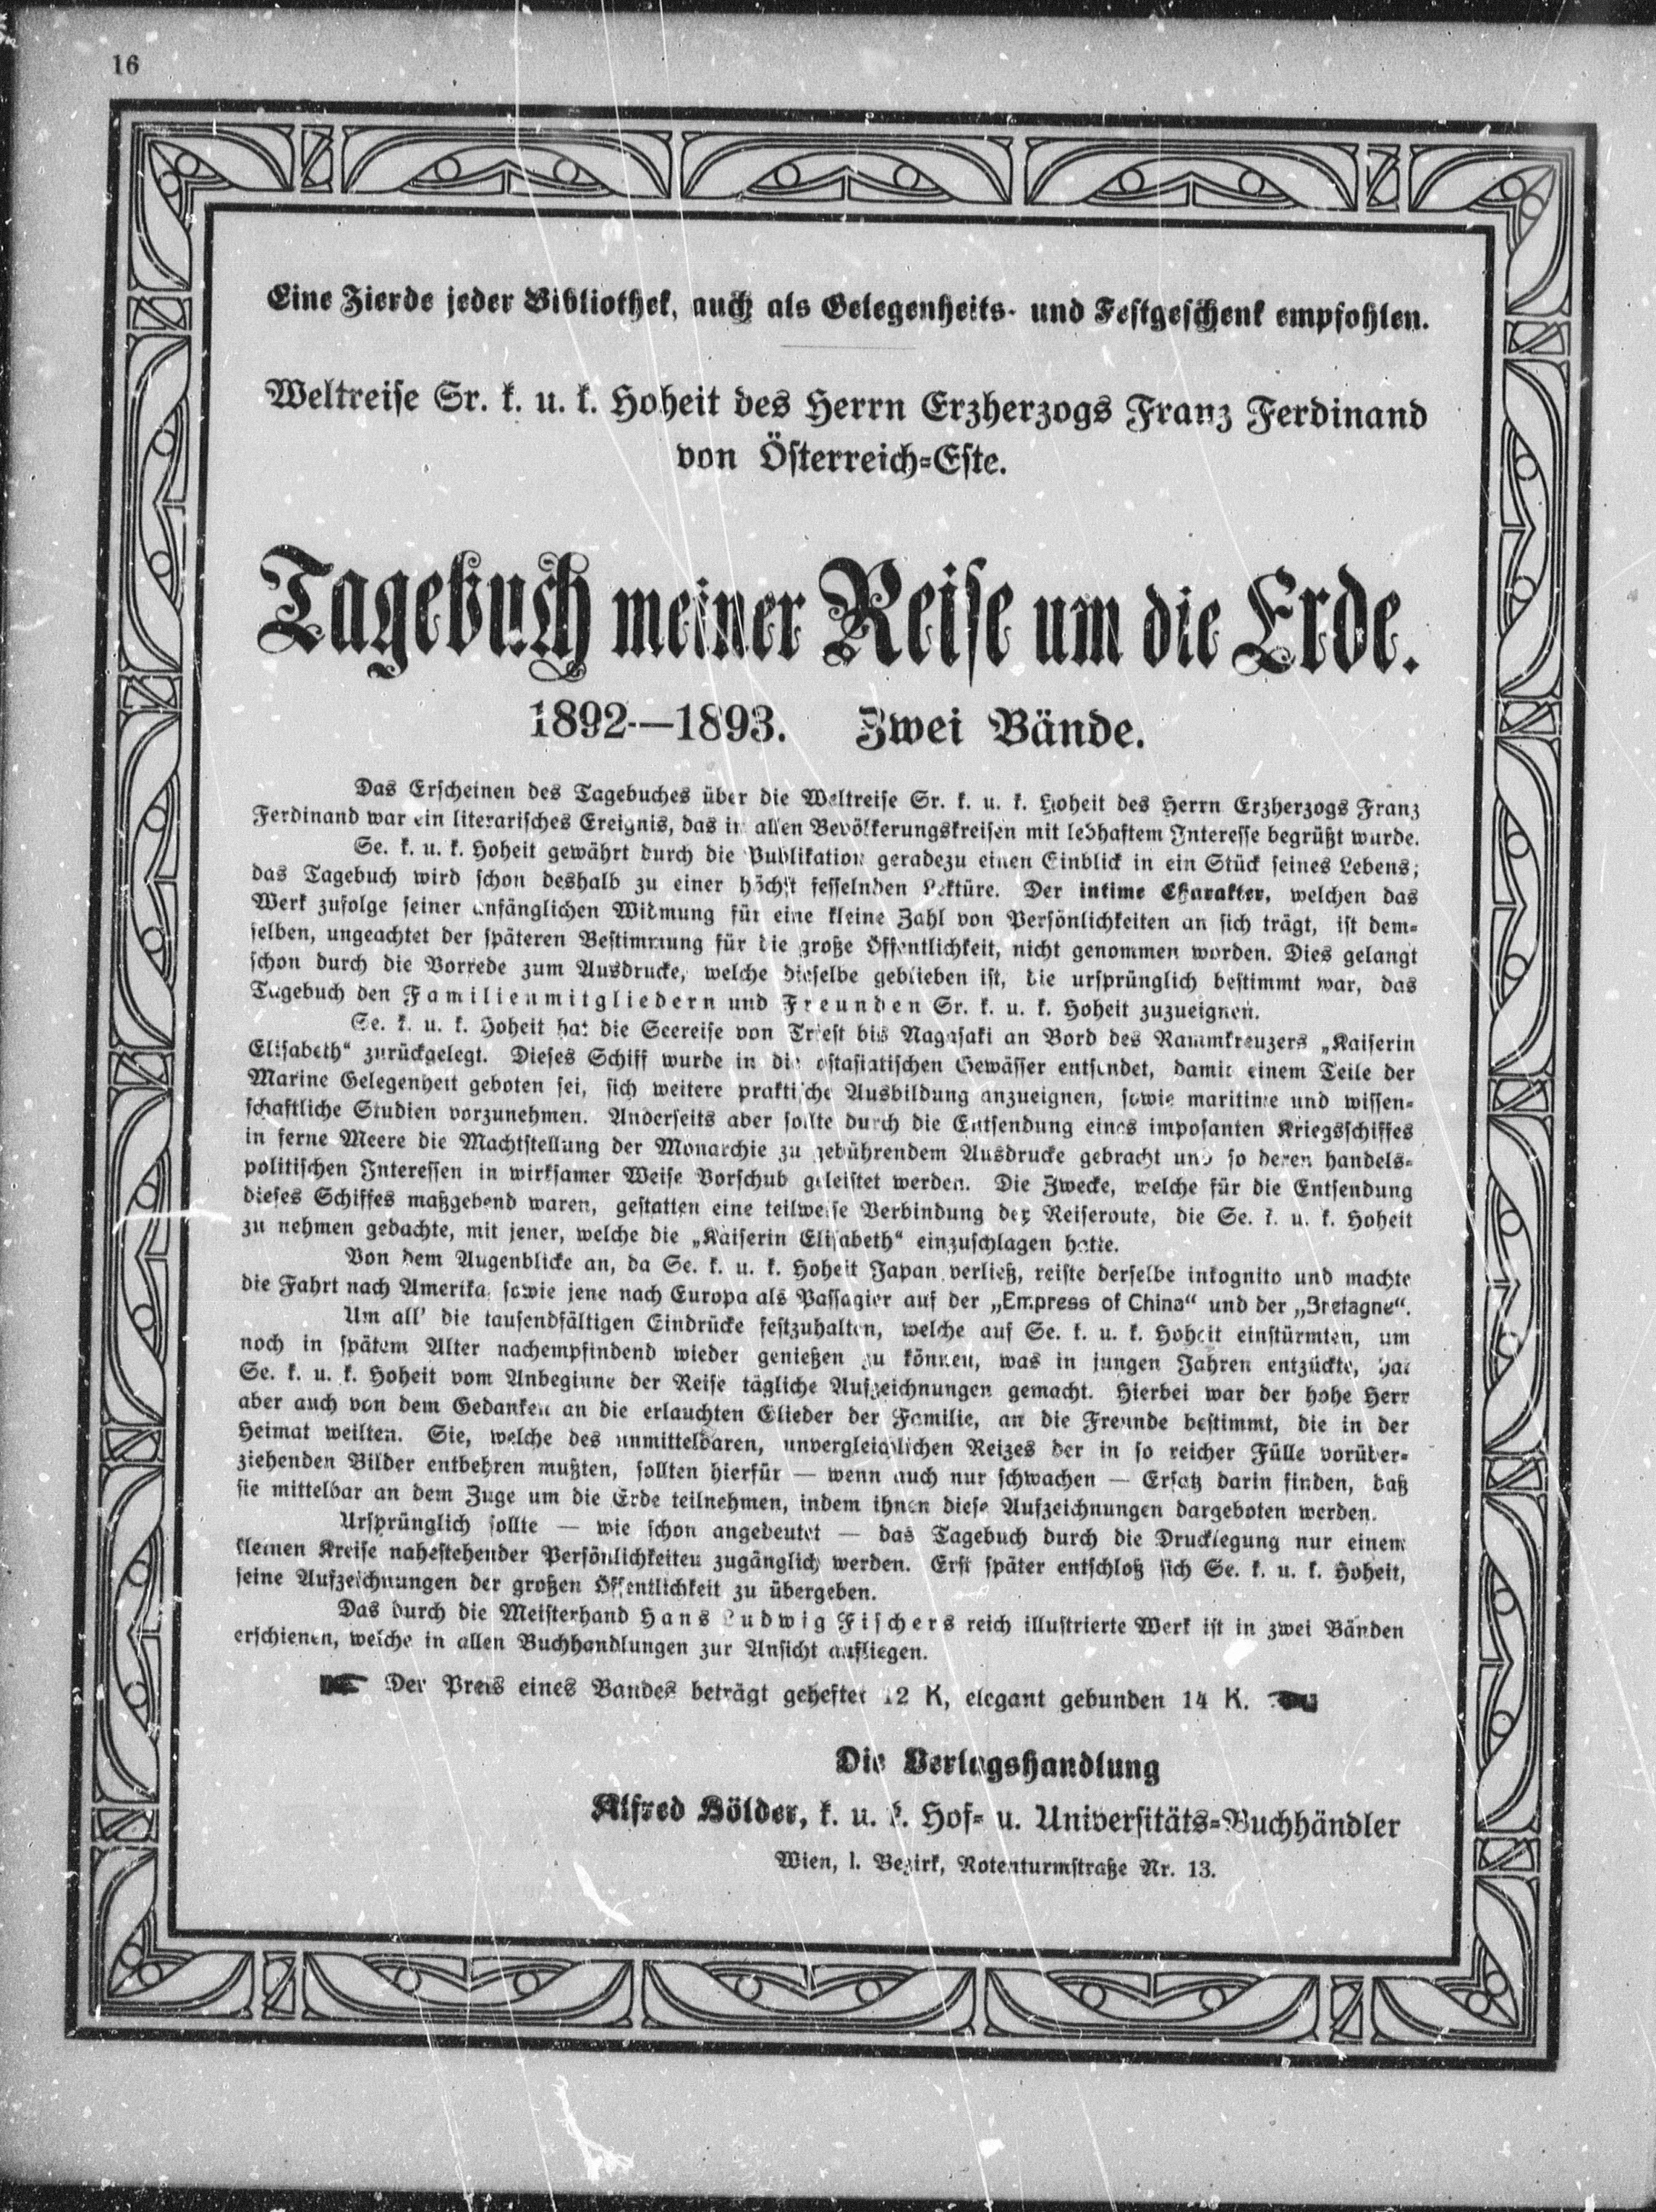 16
Eine Zierde jeder Bibliothek, auch als Gelegenheits- und Festgeschenk empfohlen.
Weltreise Sr. k. u. k. Hoheit des Herrn Erzherzogs Franz Ferdinand
von Österreich-Este.
Tagebuch meiner Reise um die Erde.
1892—1893. Zwei Bände.
Das Erscheinen des Tagebuches über die Weltreise Sr. k. u. k. Hoheit des Herrn Erzherzogs Franz
Ferdinand war ein literarisches Ereignis, das in allen Bevölkerungskreisen mit lebhaftem Interesse begrüßt wurde.
Se. k. u. k. Hoheit gewährt durch die Publikation geradezu einen Einblick in ein Stück seines Lebens;
das Tagebuch wird schon deshalb zu einer höchst fesselnden Lektüre. Der intime Charakter, welchen das
Werk zufolge seiner anfänglichen Widmung für eine kleine Zahl von Persönlichkeiten an sich trägt, ist dem-
selben, ungeachtet der späteren Bestimmung für die große Öffentlichkeit, nicht genommen worden. Dies gelangt
schon durch die Vorrede zum Ausdrucke, welche dieselbe geblieben ist, die ursprünglich bestimmt war, das
Tagebuch den Familienmitgliedern und Freunden Sr. k. u. k. Hoheit zuzueignen.
Se. k. u. k. Hoheit hat die Seereise von Triest bis Nagasaki an Bord des Rammkreuzers „Kaiserin
Elisabeth“ zurückgelegt. Dieses Schiff wurde in die ostasiatischen Gewässer entsendet, damit einem Teile der
Marine Gelegenheit geboten sei, sich weitere praktische Ausbildung anzueignen, sowie maritime und wissen-
schaftliche Studien vorzunehmen. Anderseits aber sollte durch die Entsendung eines imposanten Kriegsschiffes
in ferne Meere die Machtstellung der Monarchie zu gebührendem Ausdrucke gebracht und so deren handels-
politischen Interessen in wirksamer Weise Vorschub geleistet werden. Die Zwecke, welche für die Entsendung
dieses Schiffes maßgebend waren, gestatten eine teilweise Verbindung der Reiseroute, die Se. k. u. k. Hoheit
zu nehmen gedachte, mit jener, welche die „Kaiserin Elisabeth“ einzuschlagen hatte.
Von dem Augenblicke an, da Se. k. u. k. Hoheit Japan verließ, reiste derselbe inkognito und machte
die Fahrt nach Amerika, sowie jene nach Europa als Passagier auf der „Empress of China“ und der „Bretagne“.
Um all' die tausendfältigen Eindrücke festzuhalten, welche auf Se. k. u. k. Hoheit einstürmten, um
noch in spätem Alter nachempfindend wieder genießen zu können, was in jungen Jahren entzückte, hat
Se. k. u. k. Hoheit vom Anbeginne der Reise tägliche Aufzeichnungen gemacht. Hierbei war der hohe Herr
aber auch von dem Gedanken an die erlauchten Glieder der Familie, an die Freunde bestimmt, die in der
Heimat weilten. Sie, welche des unmittelbaren, unvergleichlichen Reizes der in so reicher Fülle vorüber-
ziehenden Bilder entbehren mußten, sollten hierfür — wenn auch nur schwachen — Ersatz darin finden, daß
sie mittelbar an dem Zuge um die Erde teilnehmen, indem ihnen diese Aufzeichnungen dargeboten werden.
Ursprünglich sollte — wie schon angedeutet — das Tagebuch durch die Drucklegung nur einem
kleinen Kreise nahestehender Persönlichkeiten zugänglich werden. Erst später entschloß sich Se. k. u. k. Hoheit,
seine Aufzeichnungen der großen Öffentlichkeit zu übergeben.
Das durch die Meisterhand Hans Ludwig Fischers reich illustrierte Werk ist in zwei Bänden
erschienen, welche in allen Buchhandlungen zur Ansicht aufliegen.
Der Preis eines Bandes beträgt geheftet 12 K, elegant gebunden 14 K.
Die Verlagshandlung
Alfred Hölder, k. u. k. Hof- u. Universitäts-Buchhändler
Wien, I. Bezirk, Rotenturmstraße Nr. 13.